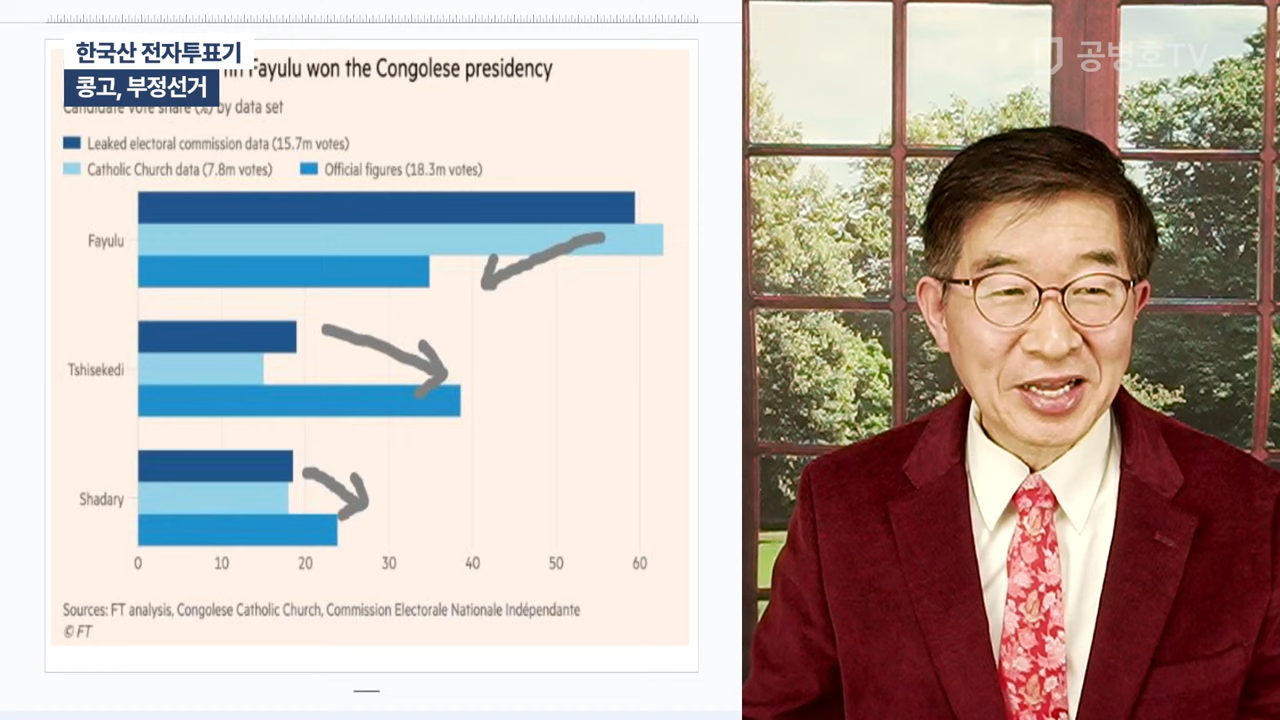 한국산 전자투표기
콩고, 부정선거
Fayulu won the Congolese presidency
Candidate vote share (%) by data set
Leaked electoral commission data (15.7m votes)
Catholic Church data (7.8m votes)
Official figures (18.3m votes)
Fayulu
Tshisekedi
Shadary
0 10 20 30 40 50 60
Sources: FT analysis, Congolese Catholic Church, Commission Electorale Nationale Indépendante
© FT
공병호TV